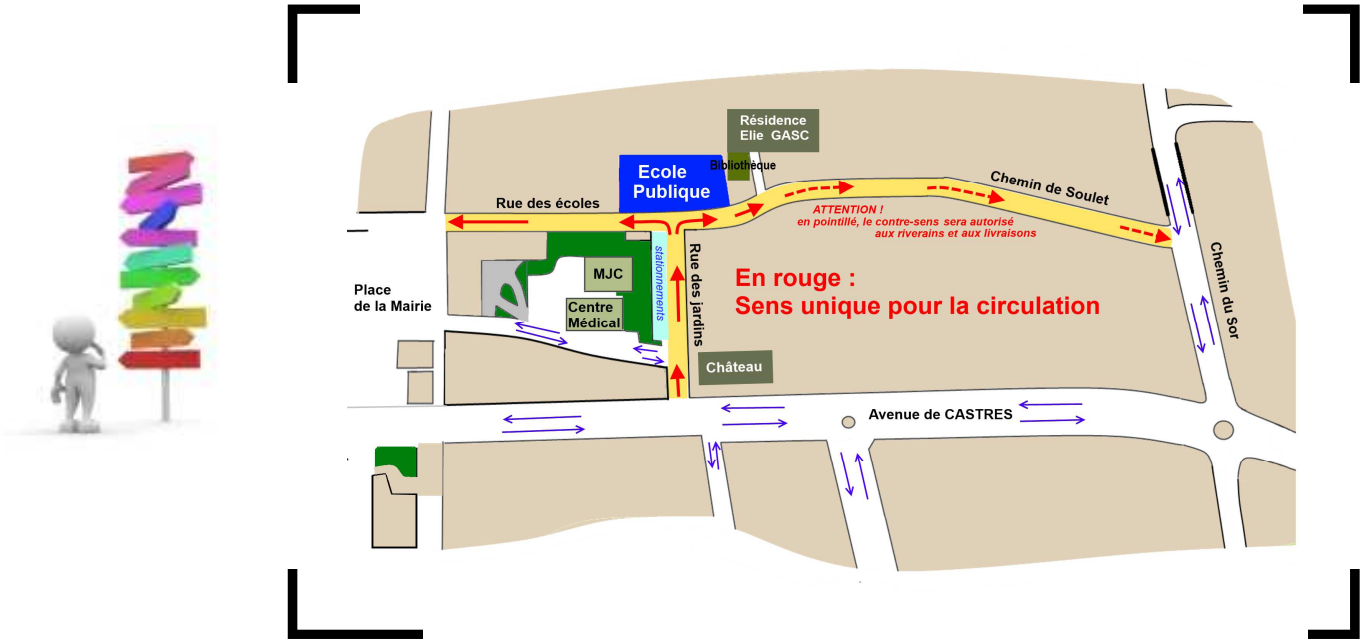 Résidence
Elie GASC
Bibliothèque
Ecole
Publique
Chemin de Soulet
Rue des écoles
ATTENTION !
en pointillé, le contre-sens sera autorisé
aux riverains et aux livraisons
stationnements
Rue des jardins
MJC
Centre
Médical
Place
de la Mairie
En rouge :
Sens unique pour la circulation
Chemin du Sor
Château
Avenue de CASTRES